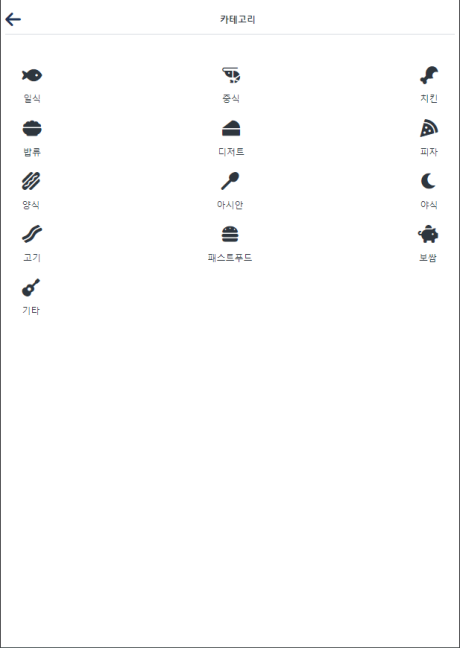 카테고리
일식 중식 치킨
밥류 디저트 피자
양식 아시안 야식
고기 패스트푸드 보쌈
기타